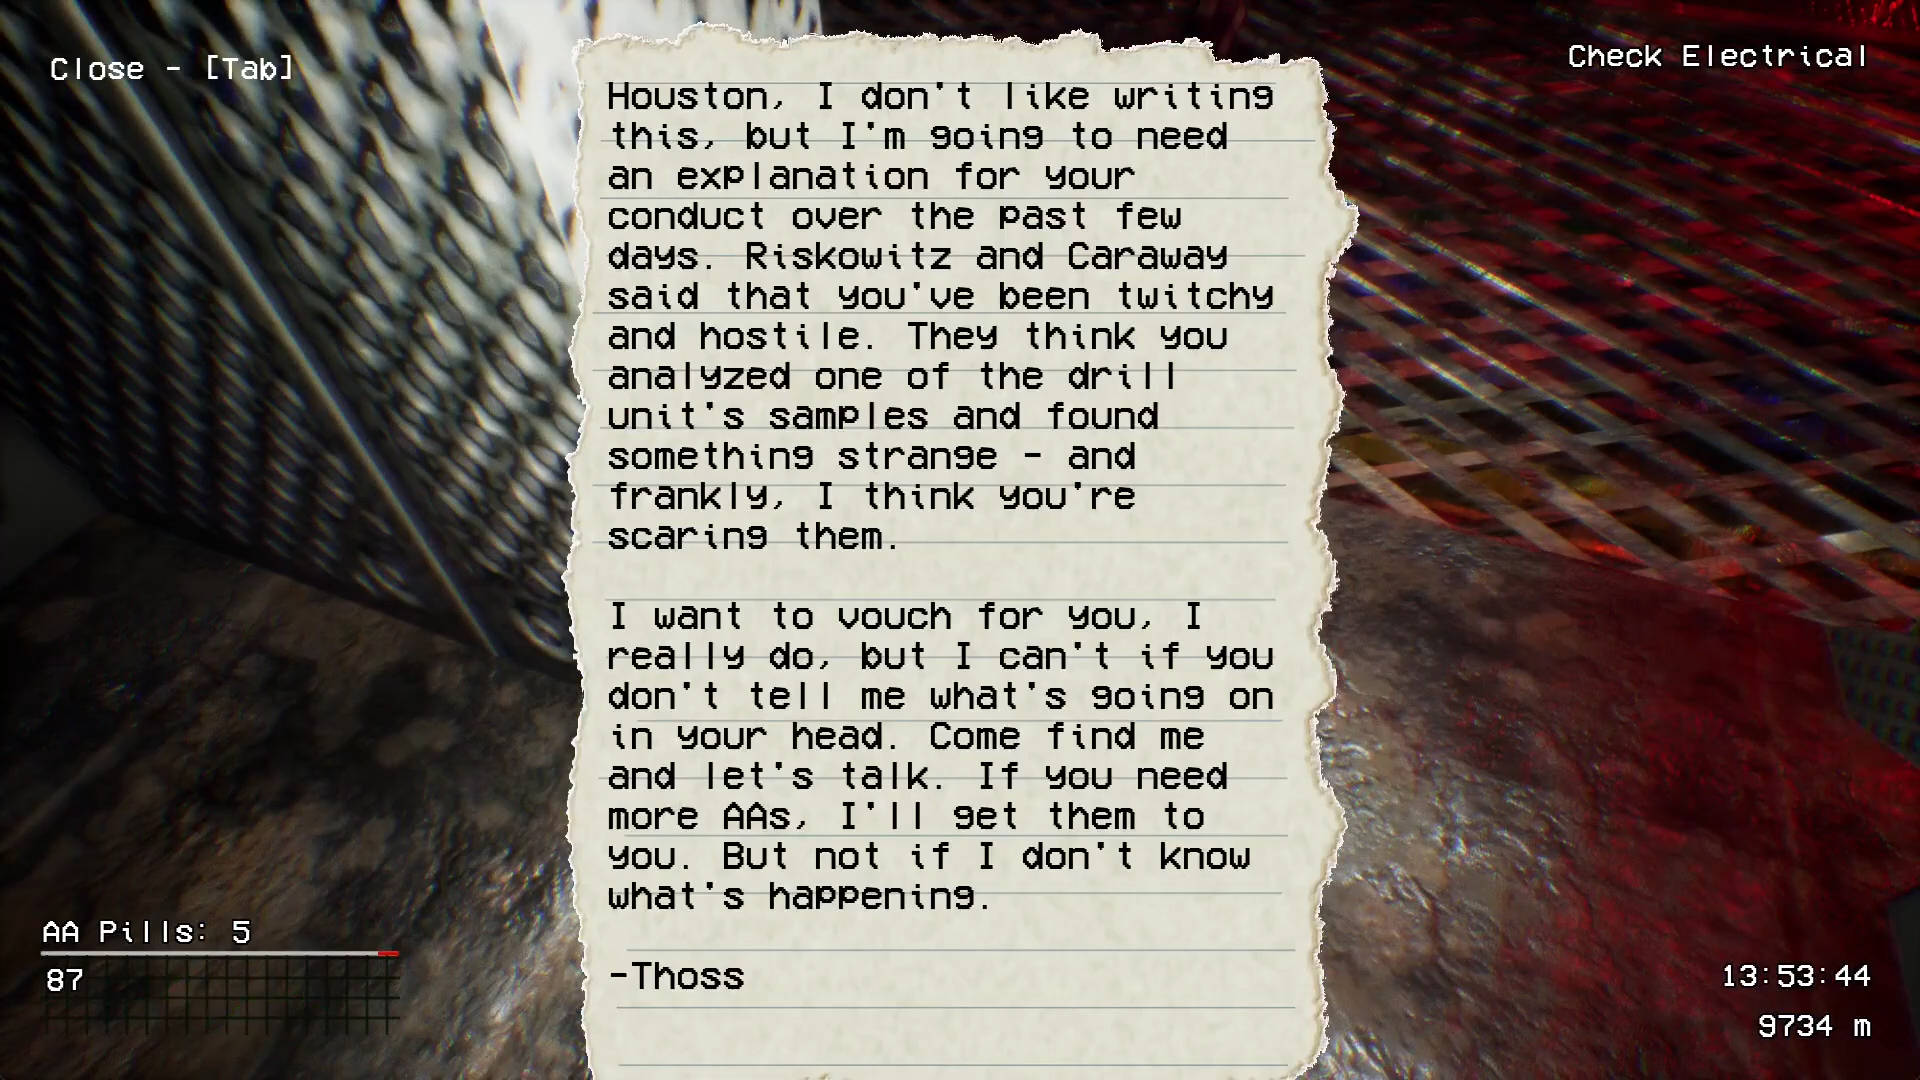 Close - [Tab]
Check Electrical
Houston, I don't like writing
this, but I'm going to need
an explanation for your
conduct over the past few
days. Riskowitz and Caraway
said that you've been twitchy
and hostile. They think you
analyzed one of the drill
unit's samples and found
something strange - and
frankly, I think you're
scaring them.
I want to vouch for you, I
really do, but I can't if you
don't tell me what's going on
in your head. Come find me
and let's talk. If you need
more AAs, I'll get them to
you. But not if I don't know
what's happening.
-Thoss
AA Pills: 5
87
13:53:44
9734 m